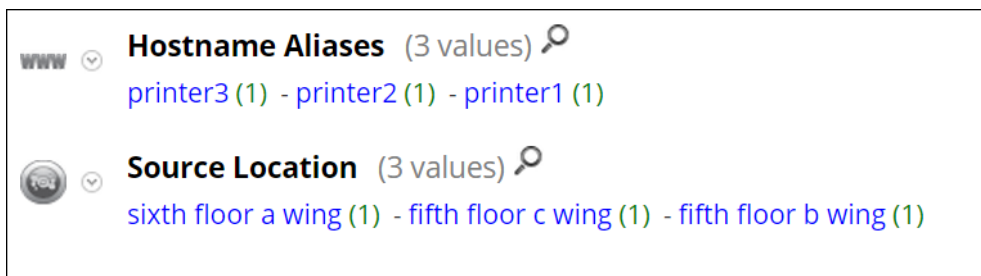 www Hostname Aliases (3 values)
printer3 (1) - printer2 (1) - printer1 (1)
Source Location (3 values)
sixth floor a wing (1) - fifth floor c wing (1) - fifth floor b wing (1)